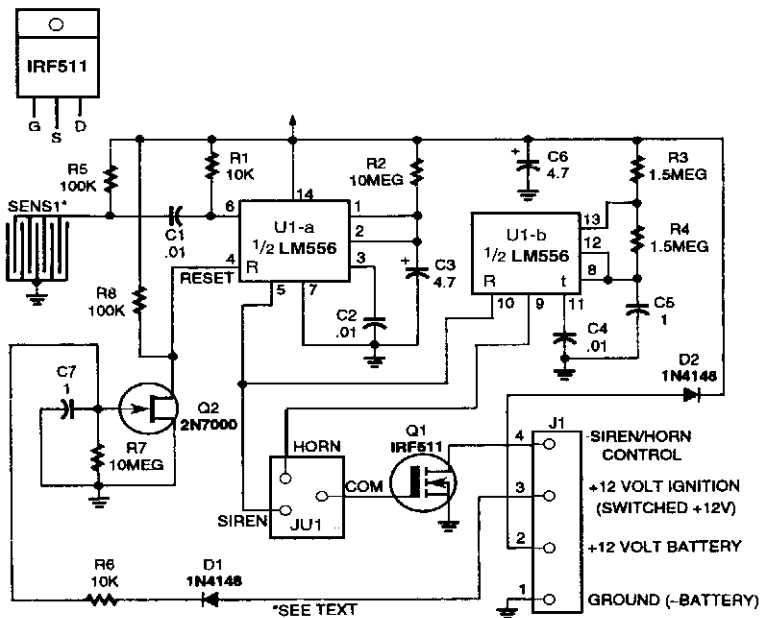 IRF511
G S D
R5
100K
R1
10K
R2
10MEG
C6
+
4.7
R3
1.5MEG
SENS1*
C1
.01
6
14
U1-a
1/2 LM556
1
2
3
4
R
RESET
5
7
+
C3
4.7
C2
.01
13
U1-b
12
1/2 LM556
8
R
t
10
9
11
R4
1.5MEG
C5
1
C4
.01
R8
100K
C7
1
Q2
2N7000
R7
10MEG
D2
1N4148
HORN
COM
SIREN
JU1
Q1
IRF511
J1
4
SIREN/HORN
CONTROL
3
+12 VOLT IGNITION
(SWITCHED +12V)
2
+12 VOLT BATTERY
1
GROUND (–BATTERY)
R6
10K
D1
1N4148
*SEE TEXT